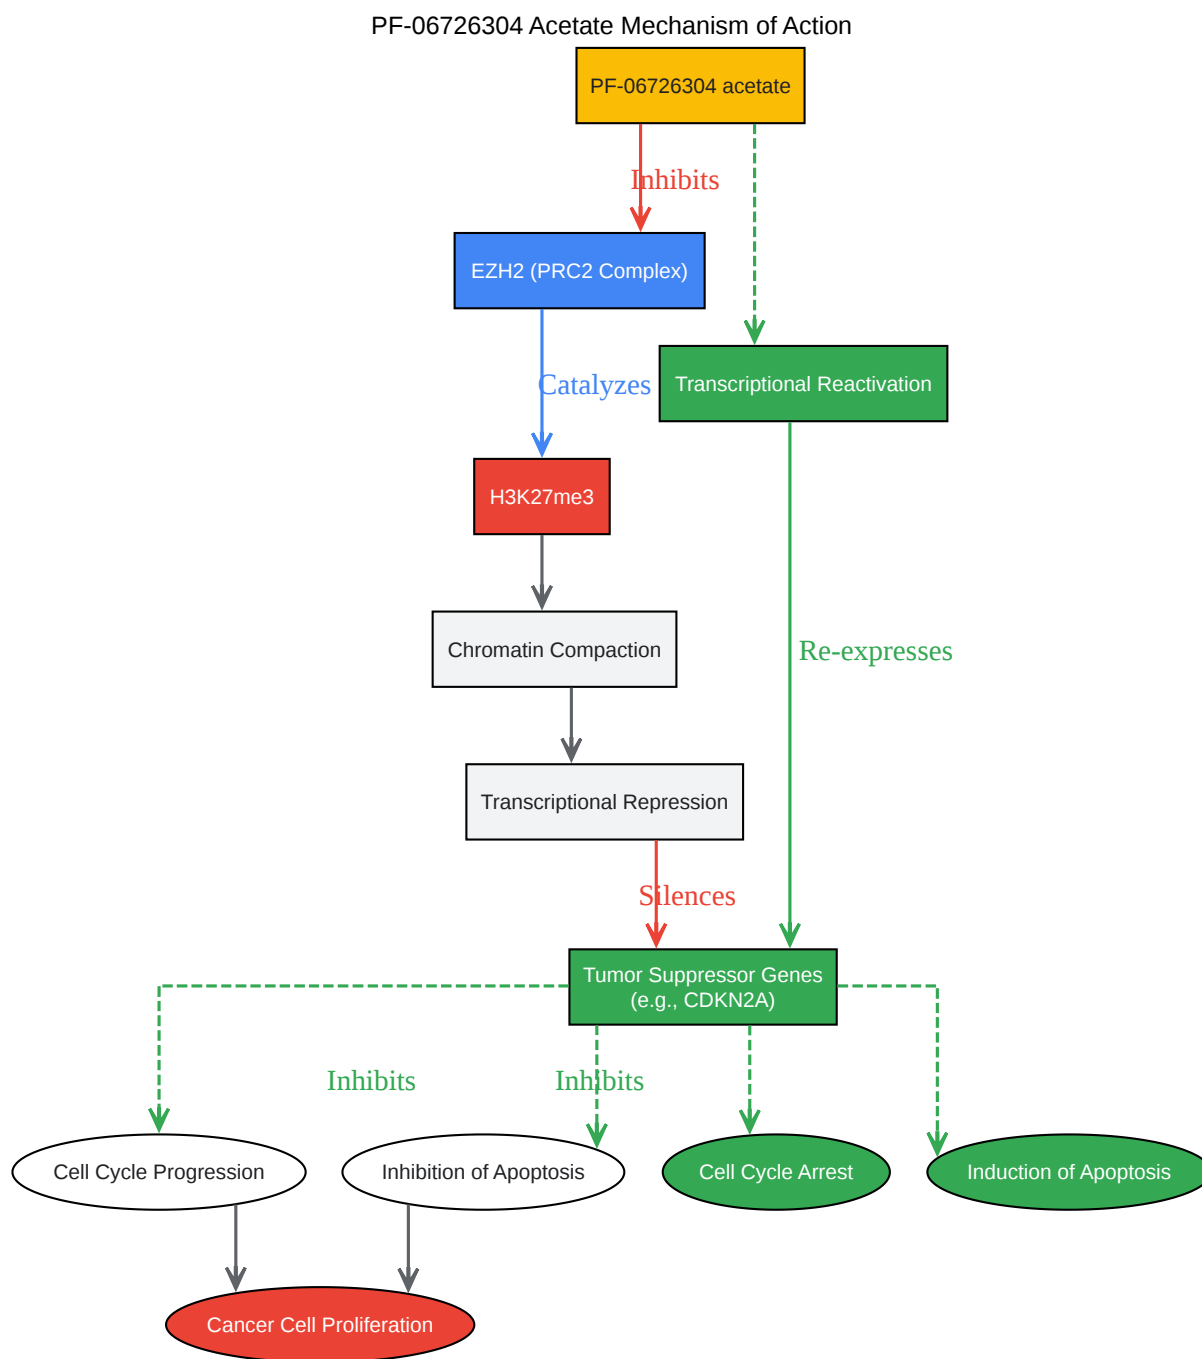 PF-06726304 Acetate Mechanism of Action
PF-06726304 acetate
Inhibits
EZH2 (PRC2 Complex)
Catalyzes
Transcriptional Reactivation
H3K27me3
Chromatin Compaction
Re-expresses
Transcriptional Repression
Silences
Tumor Suppressor Genes
(e.g., CDKN2A)
Inhibits
Inhibits
Cell Cycle Progression
Inhibition of Apoptosis
Cell Cycle Arrest
Induction of Apoptosis
Cancer Cell Proliferation